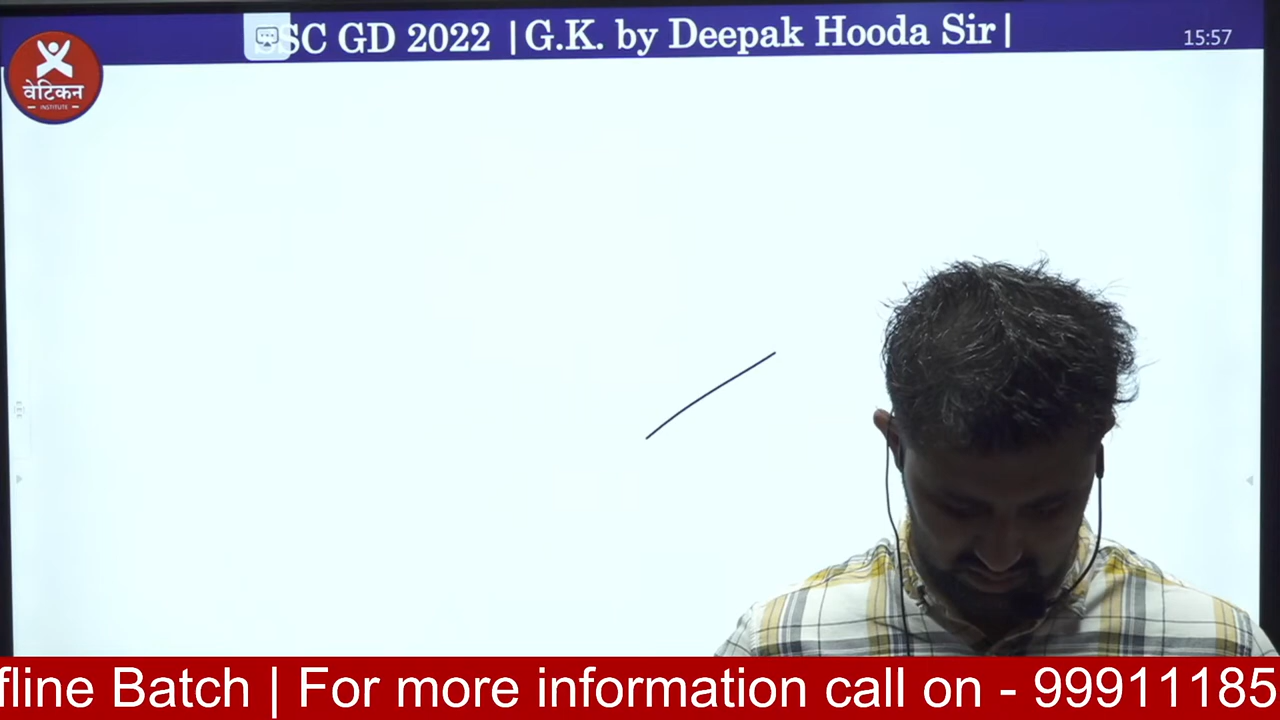 SSC GD 2022 | G.K. by Deepak Hooda Sir |
15:57
वेटिकन
INSTITUTE
fline Batch | For more information call on - 99911185